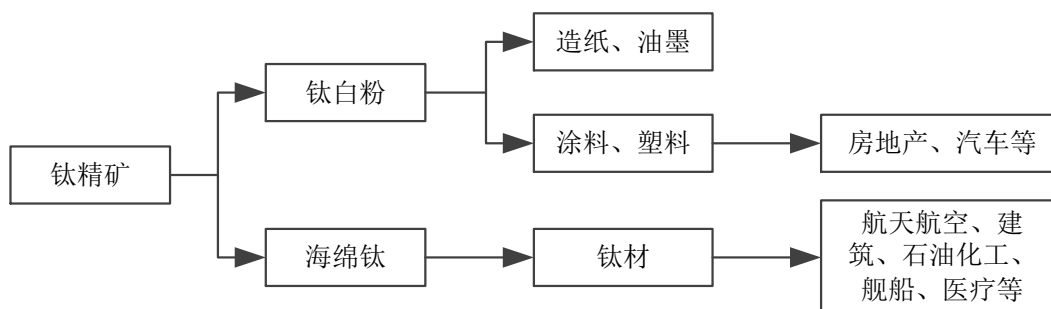 造纸、油墨
钛白粉
涂料、塑料
房地产、汽车等
钛精矿
海绵钛
钛材
航天航空、建
筑、石油化工、
舰船、医疗等